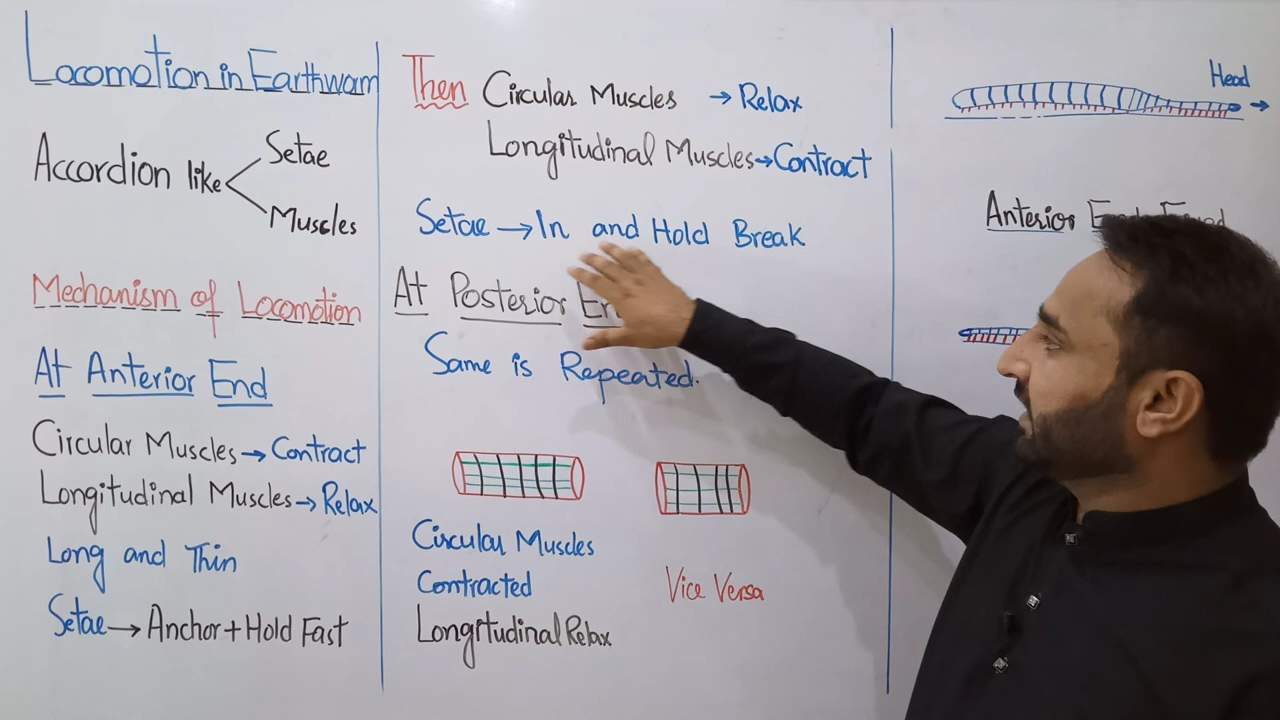 Locomotion in Earthworm
Accordion like
Setae
Muscles
Mechanism of Locomotion
At Anterior End
Circular Muscles → Contract
Longitudinal Muscles → Relax
Long and Thin
Setae → Anchor + Hold Fast
Then Circular Muscles → Relax
Longitudinal Muscles → Contract
Setae → In and Hold Break
At Posterior
Same is Repeated.
Circular Muscles
Contracted
Longitudinal Relax
Vice Versa
Head →
Anterior